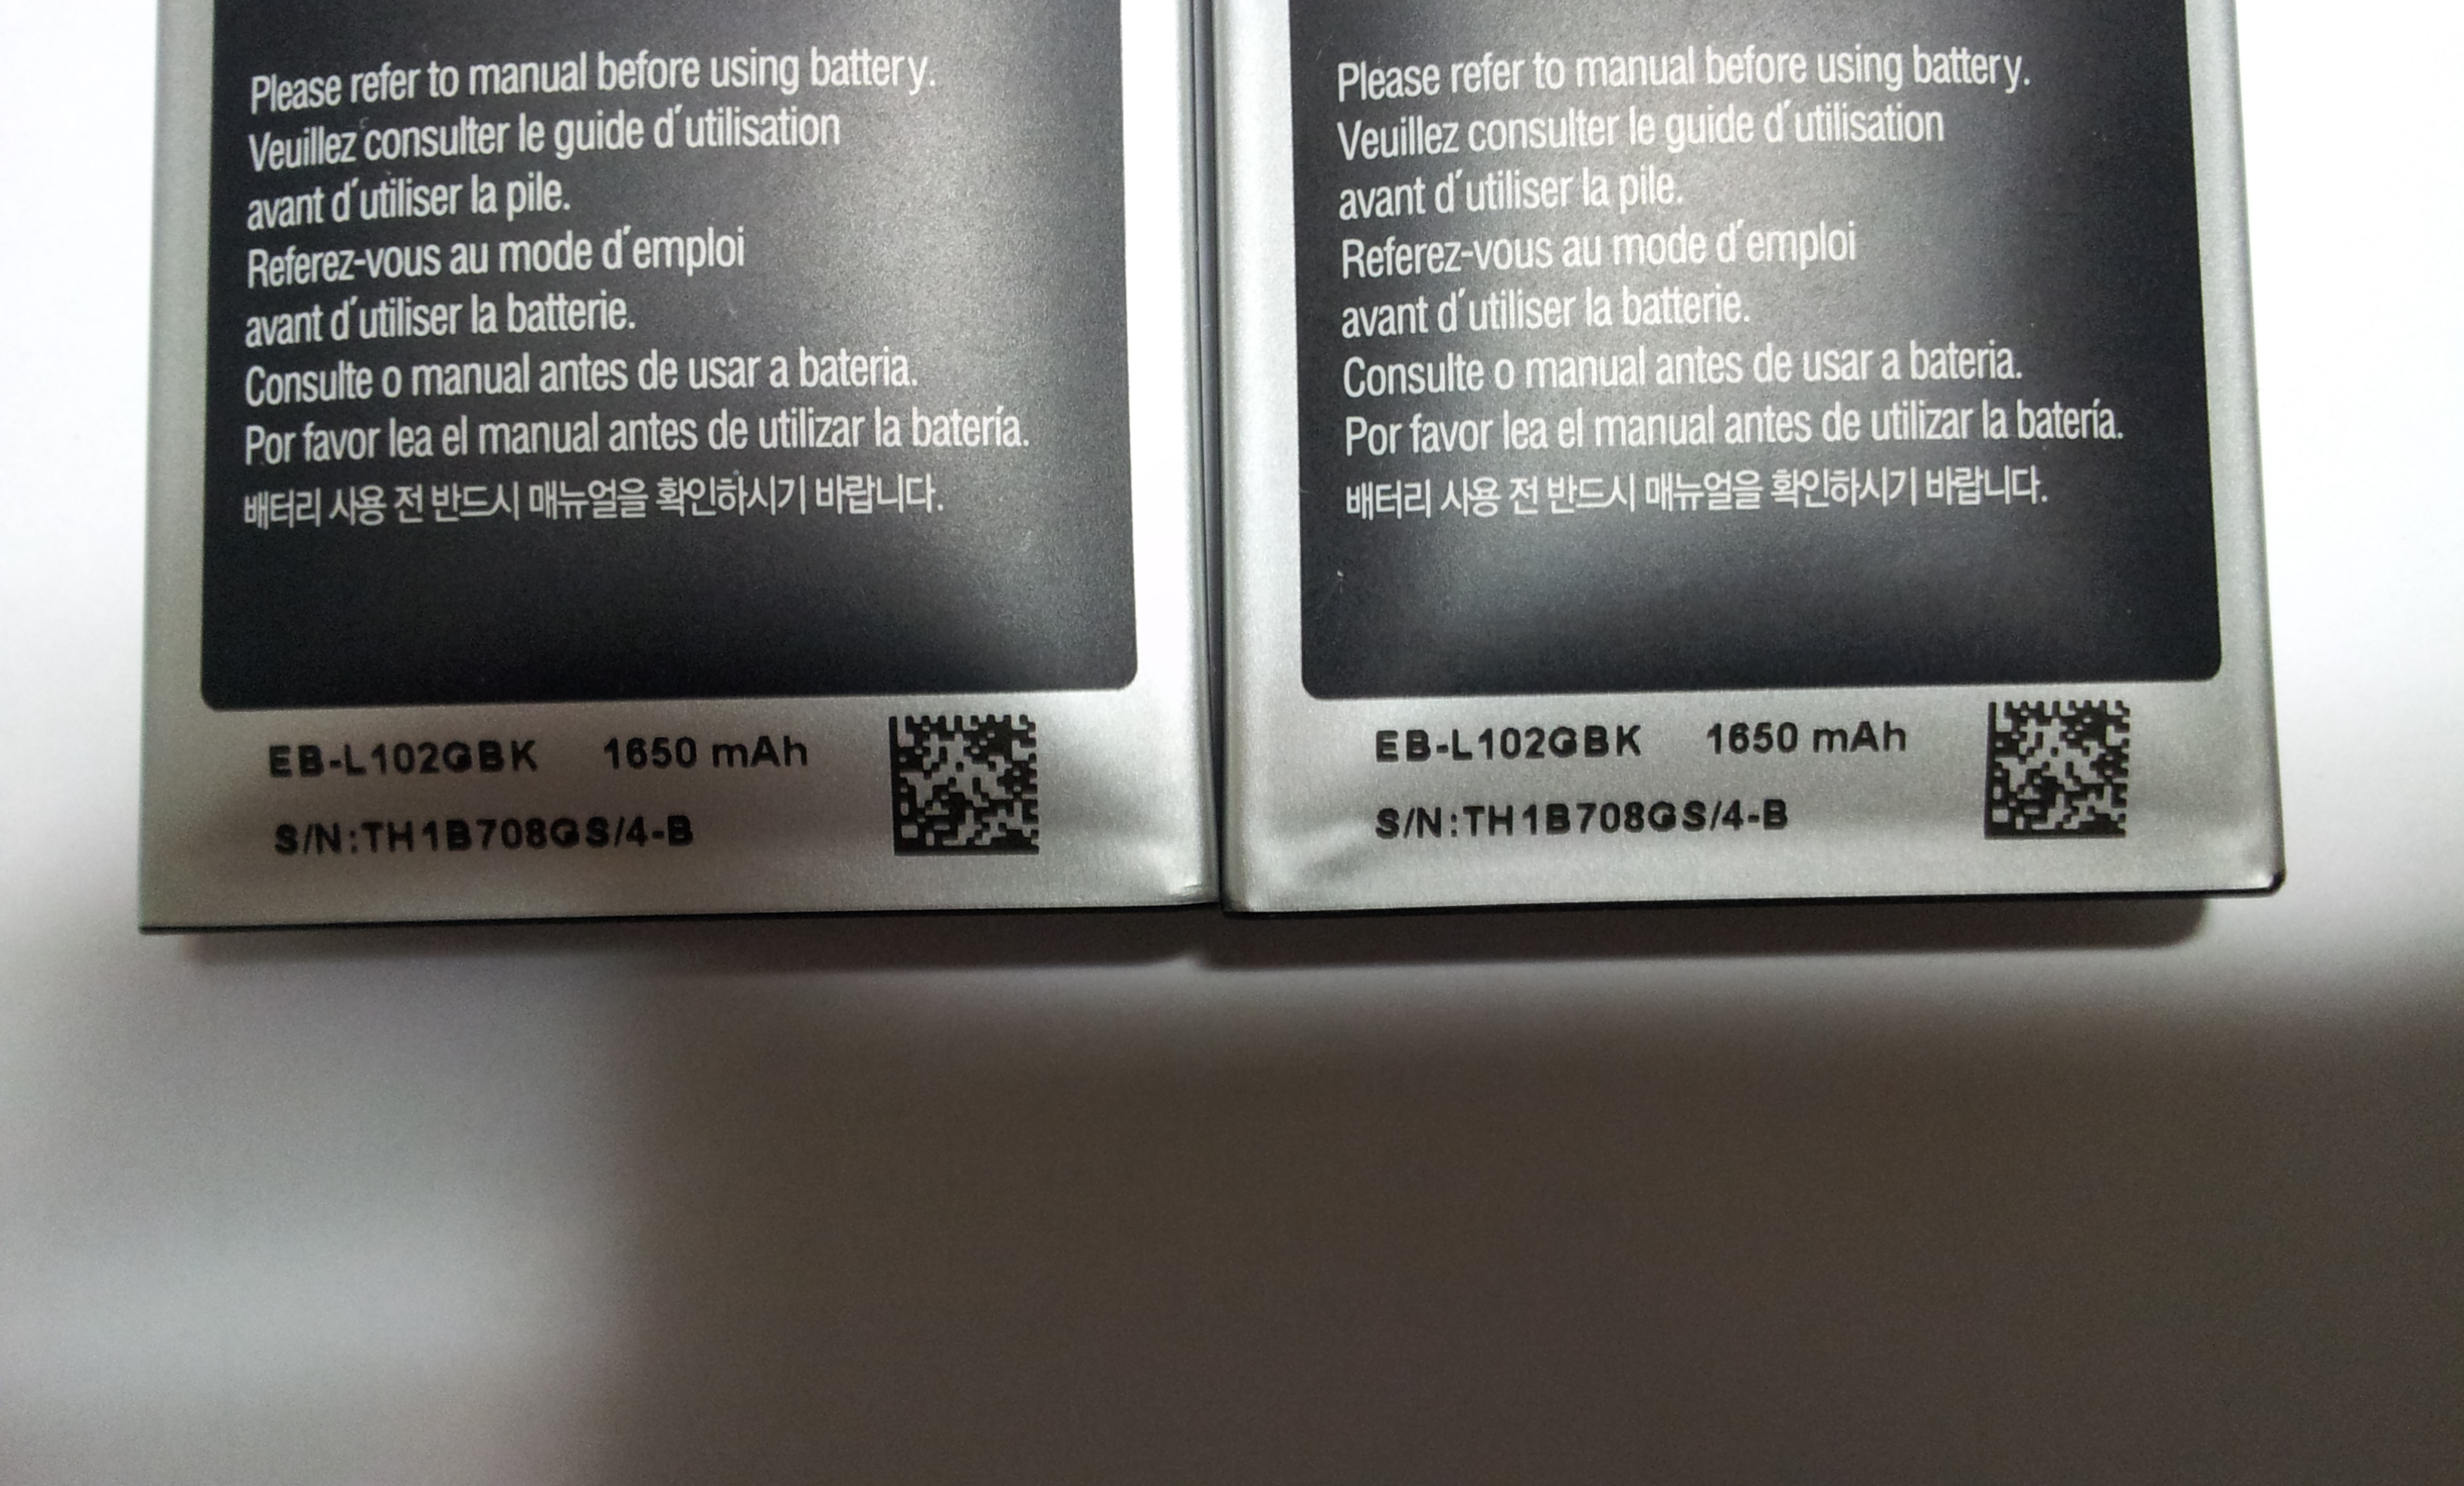 Please refer to manual before using battery.
Veuillez consulter le guide d´utilisation
avant d´utiliser la pile.
Referez-vous au mode d´emploi
avant d´utiliser la batterie.
Consulte o manual antes de usar a bateria.
Por favor lea el manual antes de utilizar la batería.
배터리 사용 전 반드시 매뉴얼을 확인하시기 바랍니다.
EB-L102GBK 1650 mAh
S/N:TH1B708GS/4-B
Please refer to manual before using battery.
Veuillez consulter le guide d´utilisation
avant d´utiliser la pile.
Referez-vous au mode d´emploi
avant d´utiliser la batterie.
Consulte o manual antes de usar a bateria.
Por favor lea el manual antes de utilizar la batería.
배터리 사용 전 반드시 매뉴얼을 확인하시기 바랍니다.
EB-L102GBK 1650 mAh
S/N:TH1B708GS/4-B